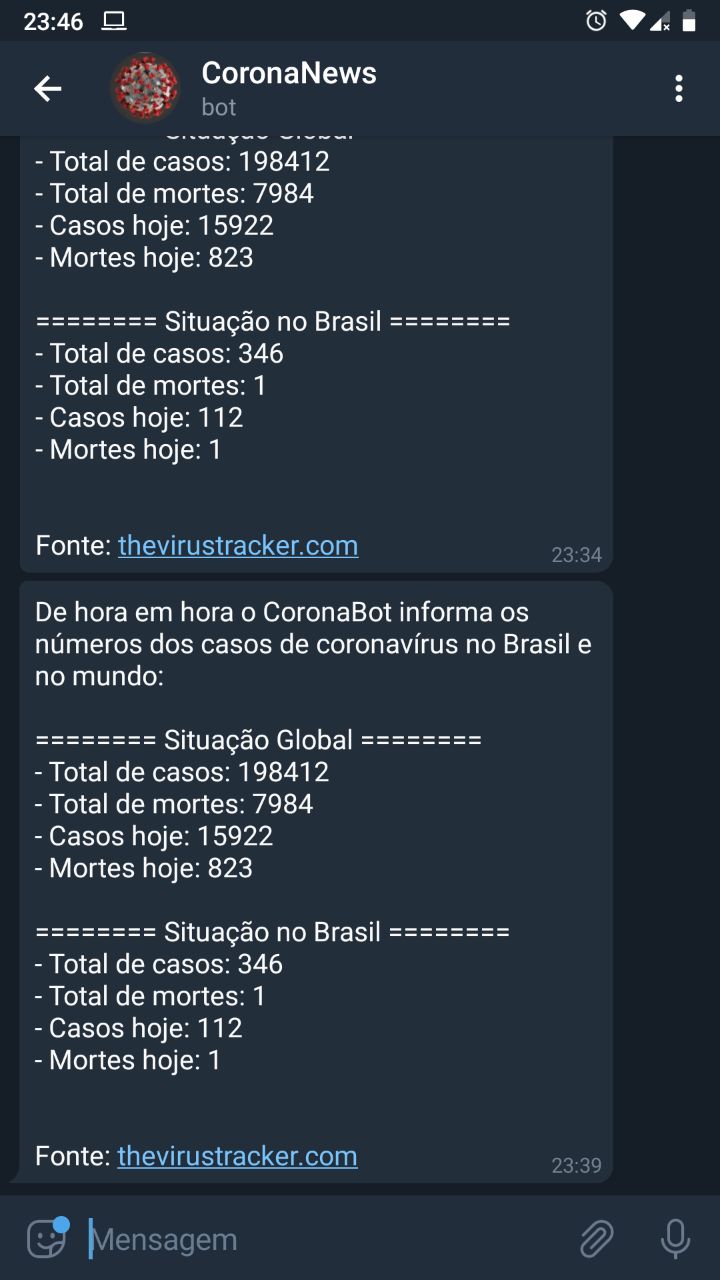 23:46
CoronaNews
bot
Situação Global
- Total de casos: 198412
- Total de mortes: 7984
- Casos hoje: 15922
- Mortes hoje: 823
======== Situação no Brasil ========
- Total de casos: 346
- Total de mortes: 1
- Casos hoje: 112
- Mortes hoje: 1
Fonte: thevirustracker.com
23:34
De hora em hora o CoronaBot informa os
números dos casos de coronavírus no Brasil e
no mundo:
======== Situação Global ========
- Total de casos: 198412
- Total de mortes: 7984
- Casos hoje: 15922
- Mortes hoje: 823
======== Situação no Brasil ========
- Total de casos: 346
- Total de mortes: 1
- Casos hoje: 112
- Mortes hoje: 1
Fonte: thevirustracker.com
23:39
Mensagem